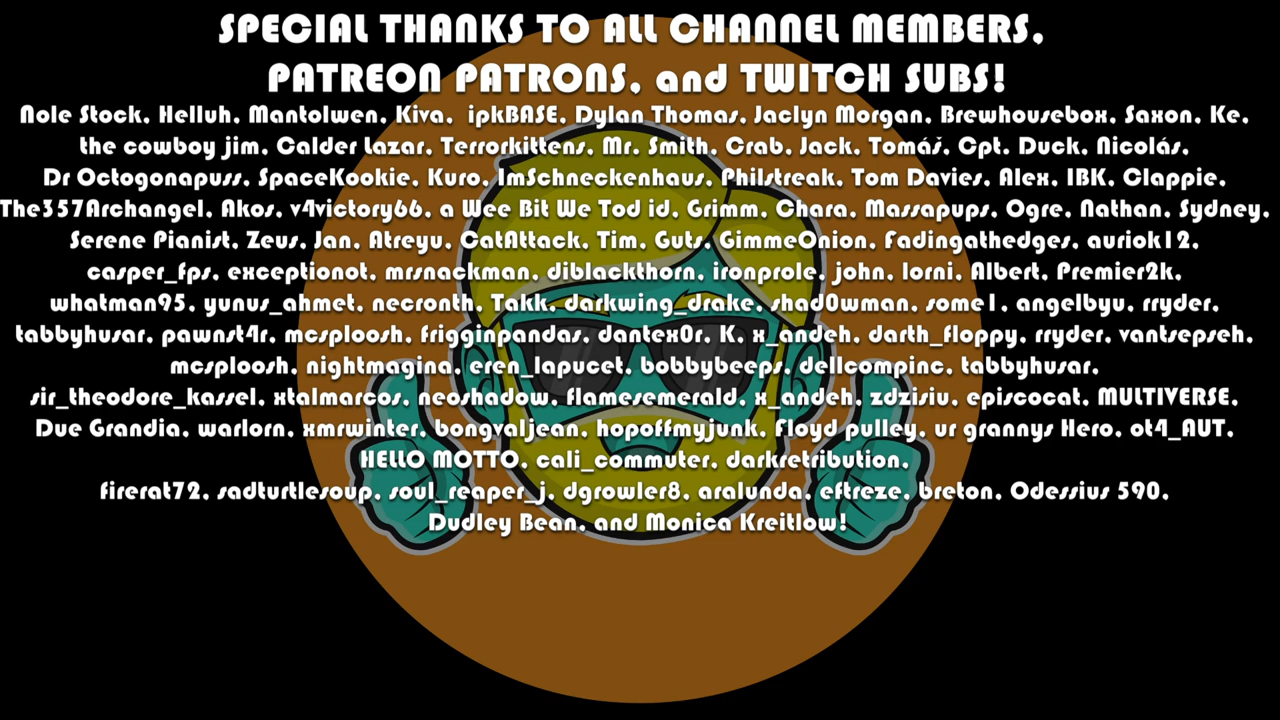 SPECIAL THANKS TO ALL CHANNEL MEMBERS,
PATREON PATRONS, and TWITCH SUBS!
Nole Stock, Helluh, Mantolwen, Kiva, ipkBASE, Dylan Thomas, Jaclyn Morgan, Brewhousebox, Saxon, Ke,
the cowboy jim, Calder Lazar, Terrorkittens, Mr. Smith, Crab, Jack, Tomáš, Cpt. Duck, Nicolás,
Dr Octogonapuss, SpaceKookie, Kuro, ImSchneckenhaus, Philstreak, Tom Davies, Alex, IBK, Clappie,
The357Archangel, Akos, v4victory66, a Wee Bit We Tod id, Grimm, Chara, Massapups, Ogre, Nathan, Sydney,
Serene Pianist, Zeus, Jan, Atreyu, CatAttack, Tim, Guts, GimmeOnion, Fadingathedges, auriok12,
casper_fps, exceptionot, mrsnackman, diblackthorn, ironprole, john, lorni, Albert, Premier2k,
whatman95, yunus_ahmet, necronth, Takk, darkwing_drake, shad0wman, some1, angelbyu, rryder,
tabbyhusar, pawnst4r, mcsploosh, frigginpandas, dantex0r, K, x_andeh, darth_floppy, rryder, vantsepseh,
mcsploosh, nightmagina, eren_lapucet, bobbybeeps, dellcompinc, tabbyhusar,
sir_theodore_kassel, xtalmarcos, neoshadow, flamesemerald, x_andeh, zdzisiu, episcocat, MULTIVERSE,
Due Grandia, warlorn, xmrwinter, bongvaljean, hopoffmyjunk, Floyd pulley, ur grannys Hero, ot4_AUT,
HELLO MOTTO, cali_commuter, darkretribution,
firerat72, sadturtlesoup, soul_reaper_j, dgrowler8, aralunda, eftreze, breton, Odessius 590,
Dudley Bean, and Monica Kreitlow!